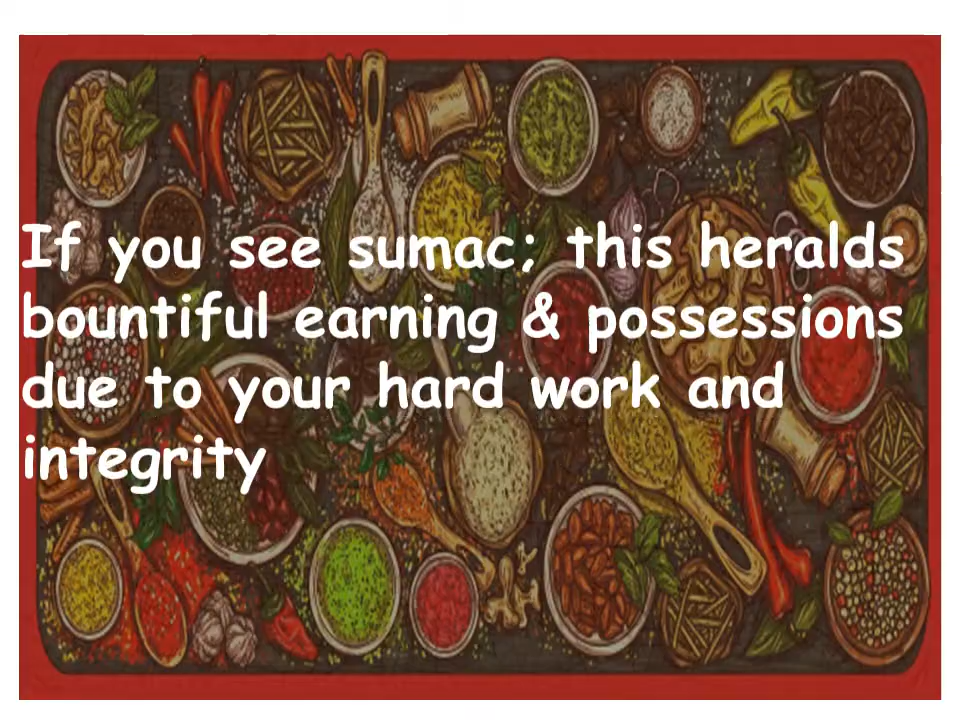 If you see sumac; this heralds
bountiful earning & possessions
due to your hard work and
integrity